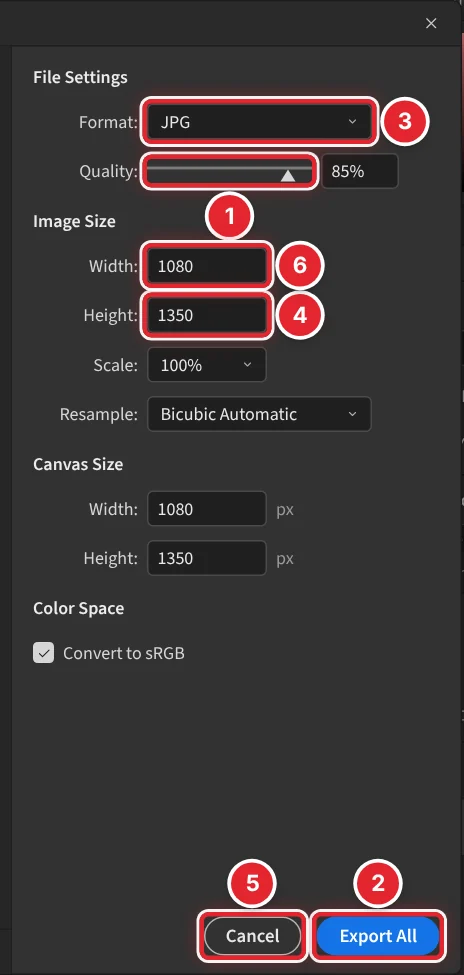 File Settings
Format: JPG 3
Quality: 85%
1
Image Size
Width: 1080 6
Height: 1350 4
Scale: 100%
Resample: Bicubic Automatic
Canvas Size
Width: 1080 px
Height: 1350 px
Color Space
Convert to sRGB
5 2
Cancel Export All